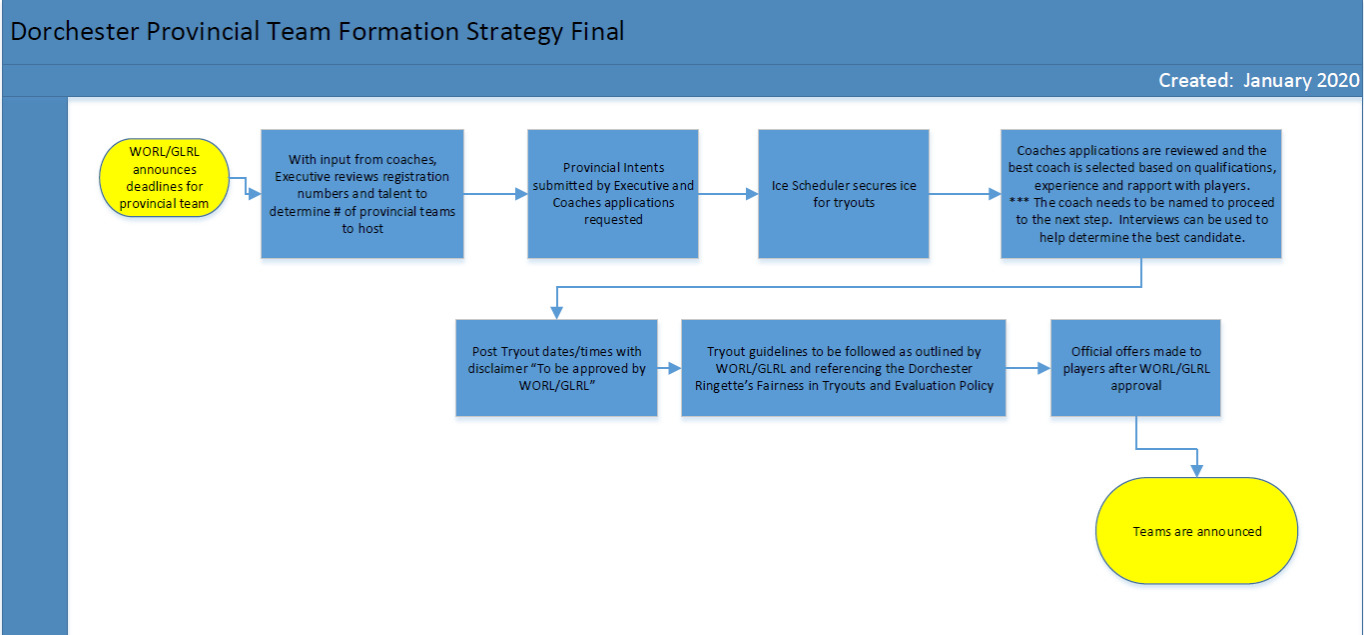 Dorchester Provincial Team Formation Strategy Final
Created:  January 2020
WORL/GLRL
announces
deadlines for
provincial team
With input from coaches,
Executive reviews registration
numbers and talent to
determine # of provincial teams
to host
Provincial Intents
submitted by Executive and
Coaches applications
requested
Ice Scheduler secures ice
for tryouts
Coaches applications are reviewed and the
best coach is selected based on qualifications,
experience and rapport with players.
*** The coach needs to be named to proceed
to the next step.  Interviews can be used to
help determine the best candidate.
Post Tryout dates/times with
disclaimer “To be approved by
WORL/GLRL”
Tryout guidelines to be followed as outlined by
WORL/GLRL and referencing the Dorchester
Ringette’s Fairness in Tryouts and Evaluation Policy
Official offers made to
players after WORL/GLRL
approval
Teams are announced